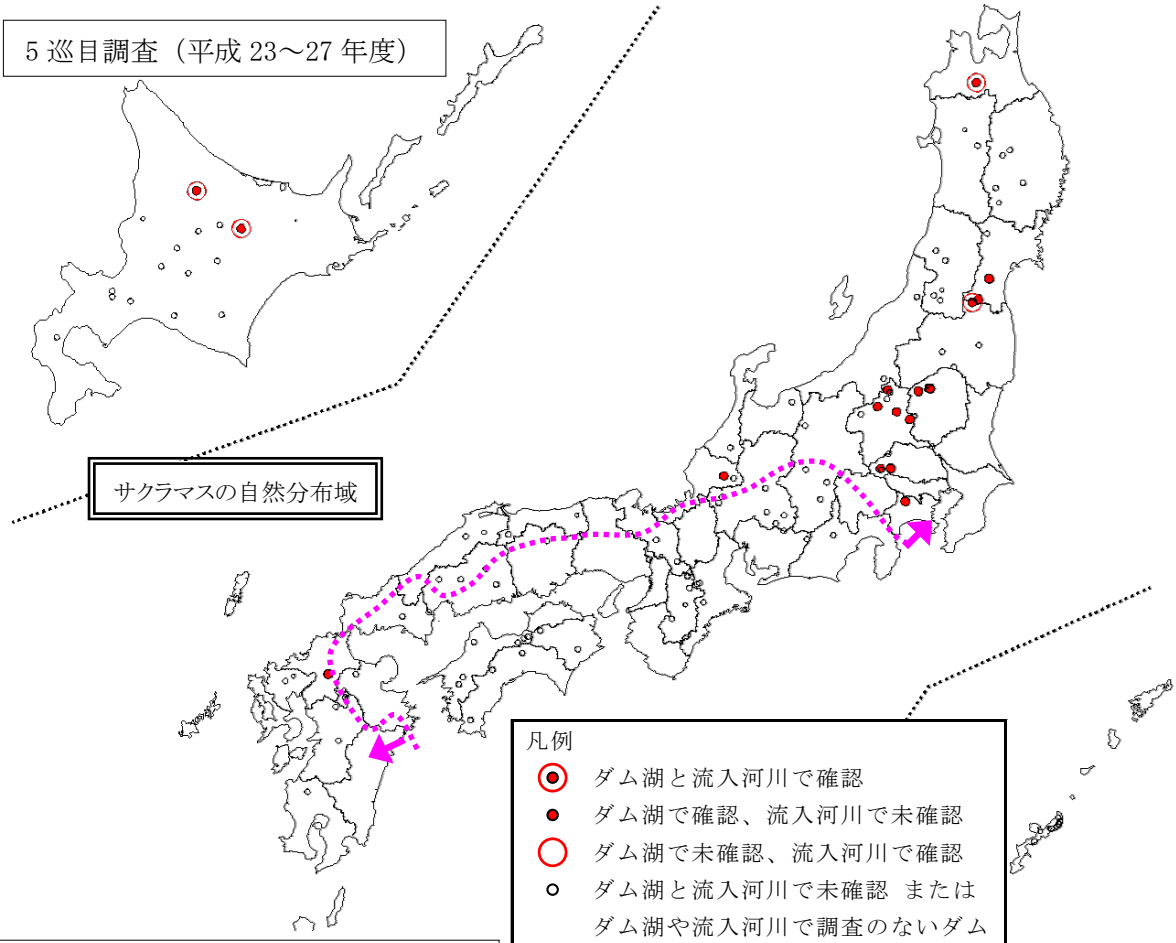 5 巡目調査（平成 23～27 年度）
サクラマスの自然分布域
凡例
ダム湖と流入河川で確認
ダム湖で確認、流入河川で未確認
ダム湖で未確認、流入河川で確認
ダム湖と流入河川で未確認 または
ダム湖や流入河川で調査のないダム